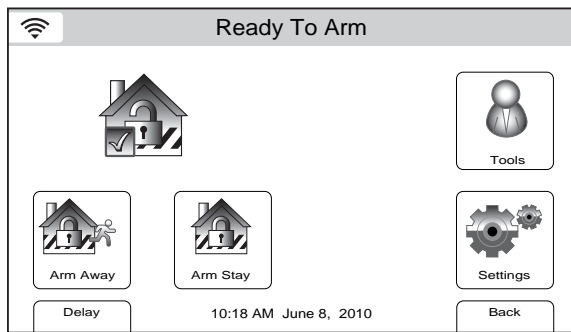 Ready To Arm
Tools
Arm Away
Arm Stay
Settings
Delay
10:18 AM June 8, 2010
Back